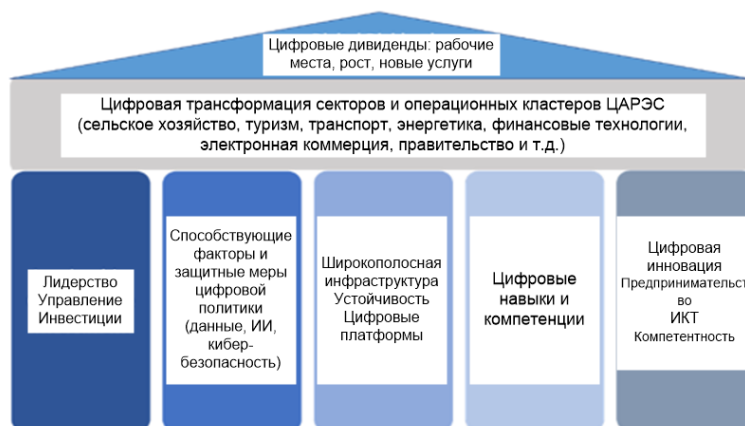 Цифровые дивиденды: рабочие
места, рост, новые услуги
Цифровая трансформация секторов и операционных кластеров ЦАРЭС
(сельское хозяйство, туризм, транспорт, энергетика, финансовые технологии,
электронная коммерция, правительство и т.д.)
Лидерство
Управление
Инвестиции
Способствующие
факторы и
защитные меры
цифровой
политики
(данные, ИИ,
кибер-
безопасность)
Широкополосная
инфраструктура
Устойчивость
Цифровые
платформы
Цифровые
навыки и
компетенции
Цифровая
инновация
Предпринимательст
во
ИКТ
Компетентность